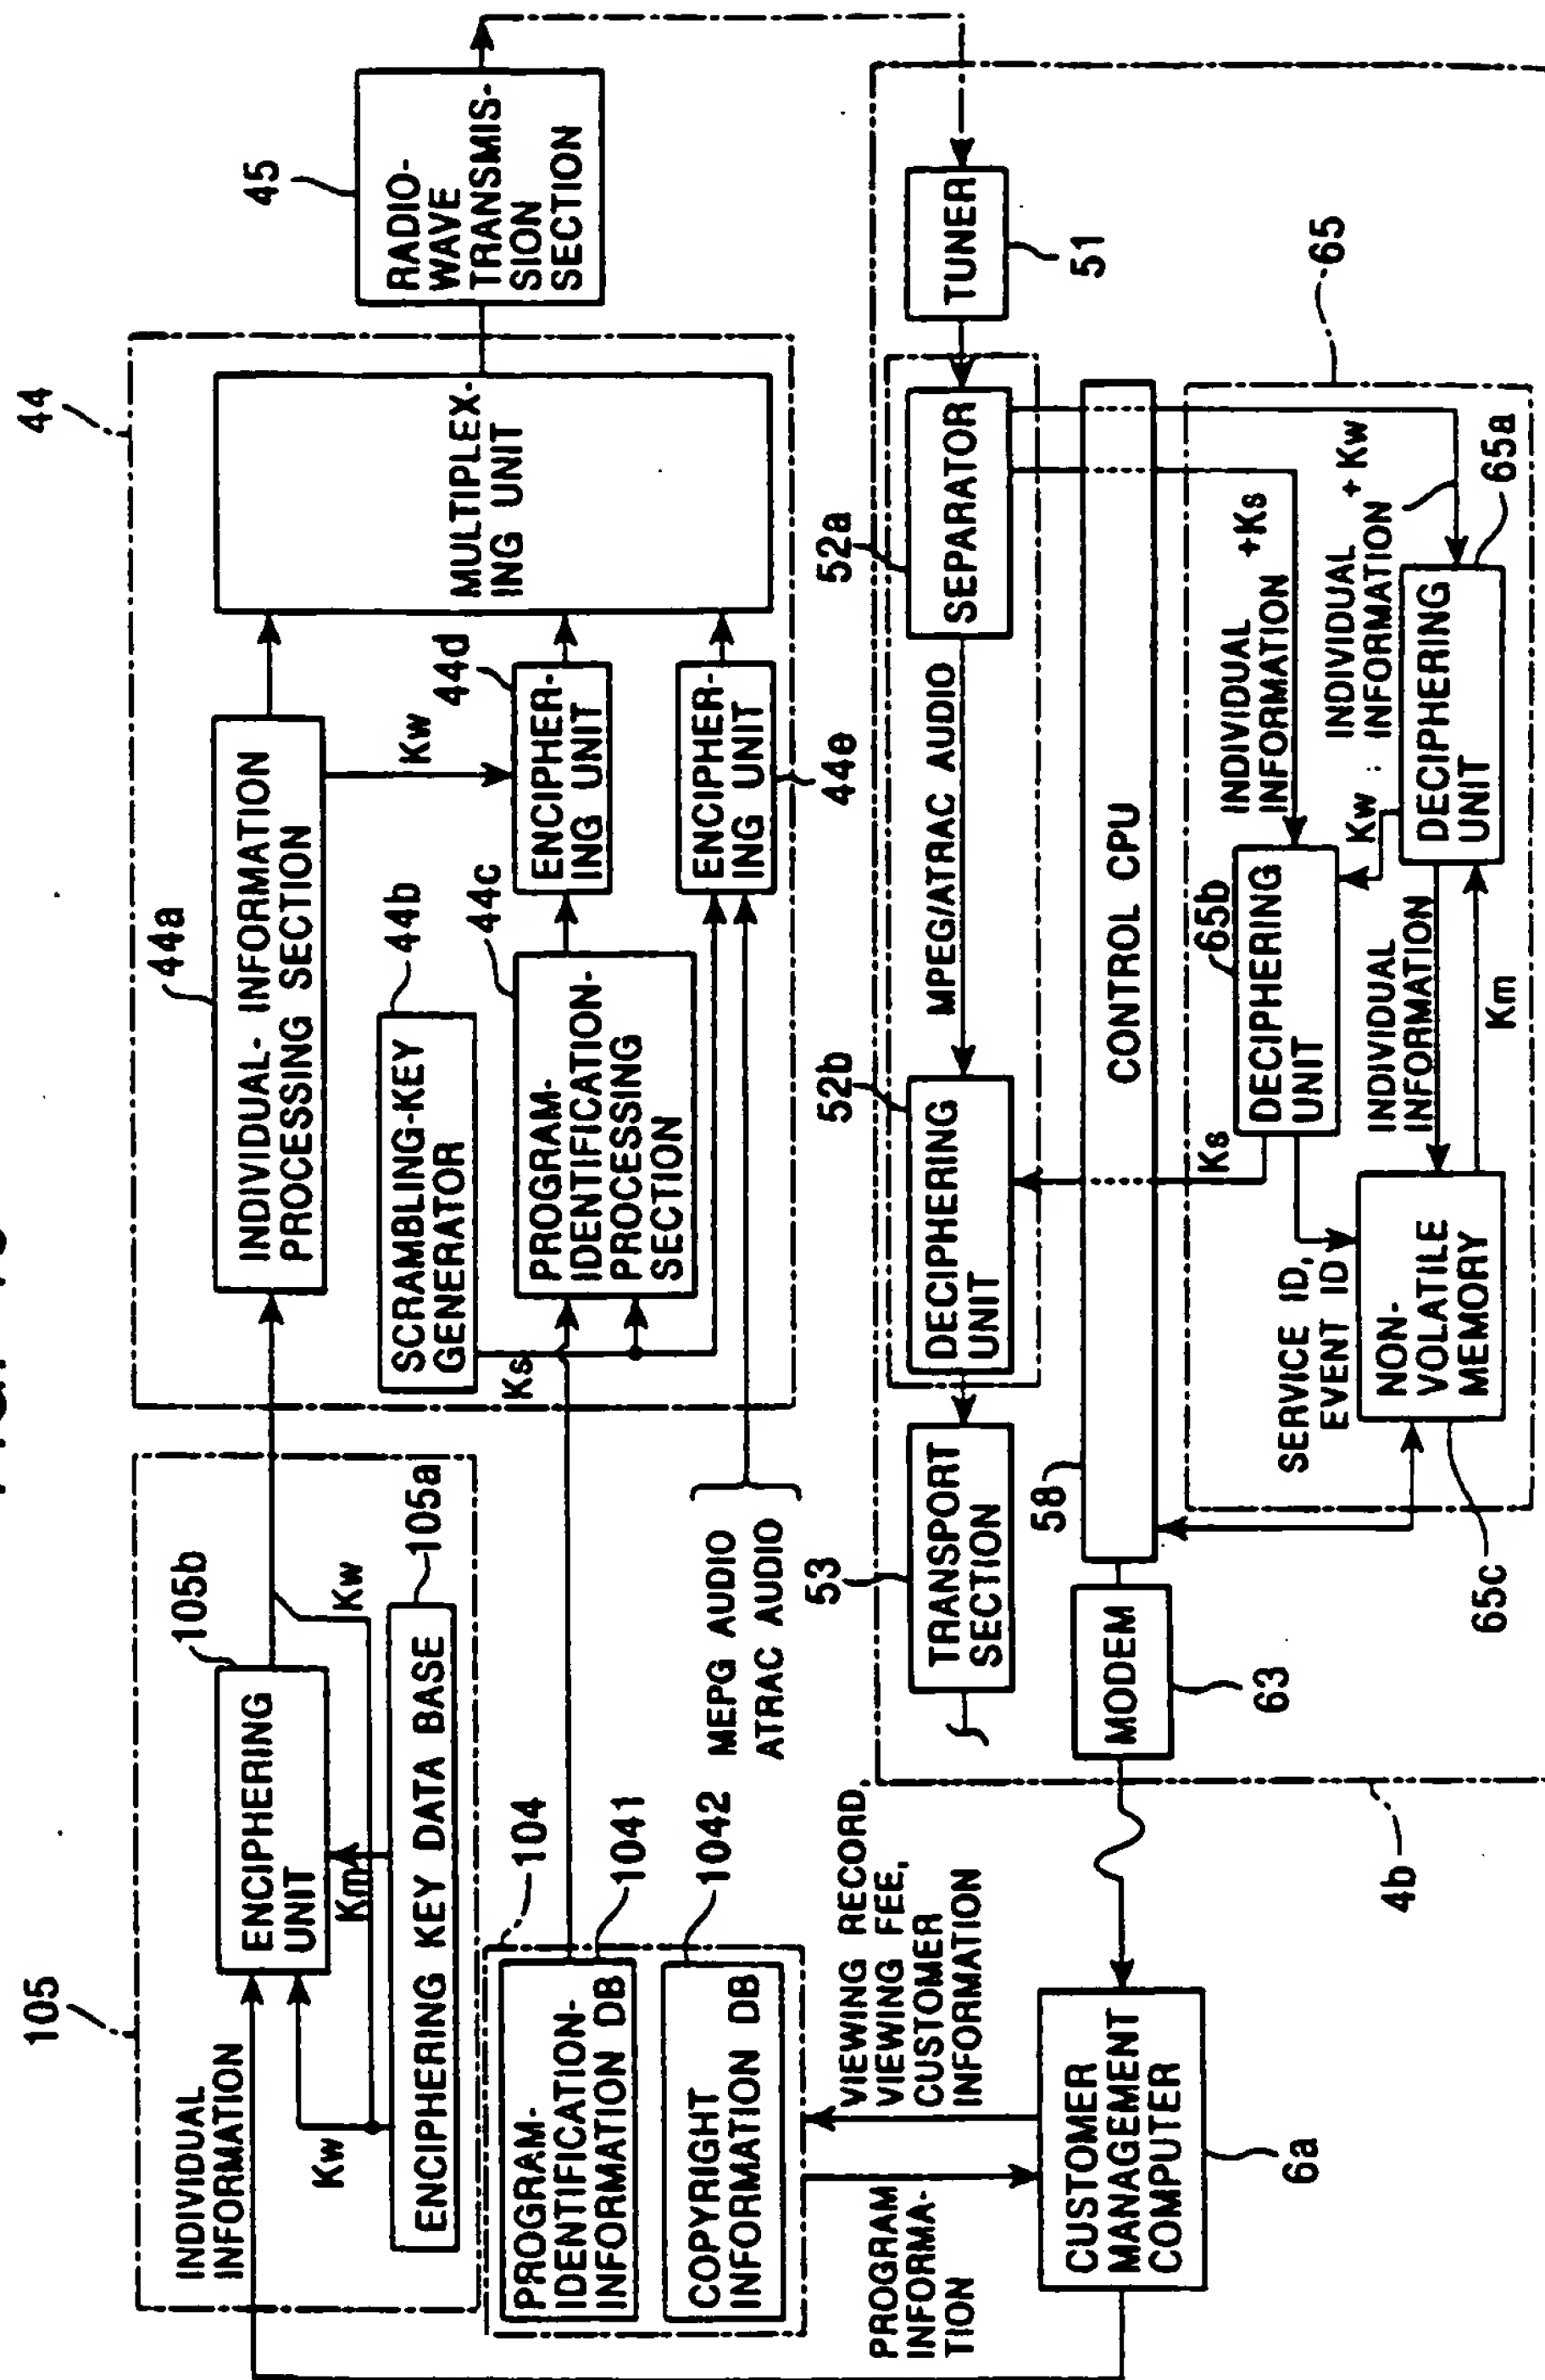 105
INDIVIDUAL
INFORMATION
Kw
ENCIPHERING
UNIT
105b
Km
Kw
ENCIPHERING KEY DATA BASE
105a
PROGRAM-
IDENTIFICATION-
INFORMATION DB
COPYRIGHT
INFORMATION DB
104
1041
1042
MEPG AUDIO
ATRAC AUDIO
44
44a
INDIVIDUAL- INFORMATION
PROCESSING SECTION
Kw
SCRAMBLING-KEY
GENERATOR
44b
Ks
44c
PROGRAM-
IDENTIFICATION-
PROCESSING
SECTION
44d
ENCIPHER-
ING UNIT
ENCIPHER-
ING UNIT
44e
MULTIPLEX-
ING UNIT
45
RADIO-
WAVE
TRANSMIS-
SION
SECTION
PROGRAM
INFORMA-
TION
VIEWING RECORD,
VIEWING FEE,
CUSTOMER
INFORMATION
CUSTOMER
MANAGEMENT
COMPUTER
6a
4b
53
TRANSPORT
SECTION
52b
DECIPHERING
UNIT
MPEG/ATRAC AUDIO
52a
SEPARATOR
TUNER
51
MODEM
63
58
CONTROL CPU
65
SERVICE ID,
EVENT ID
NON-
VOLATILE
MEMORY
65c
Ks
65b
DECIPHERING
UNIT
INDIVIDUAL
INFORMATION
+Ks
Kw
INDIVIDUAL
INFORMATION
+ Kw
INDIVIDUAL
INFORMATION
Km
DECIPHERING
UNIT
65a